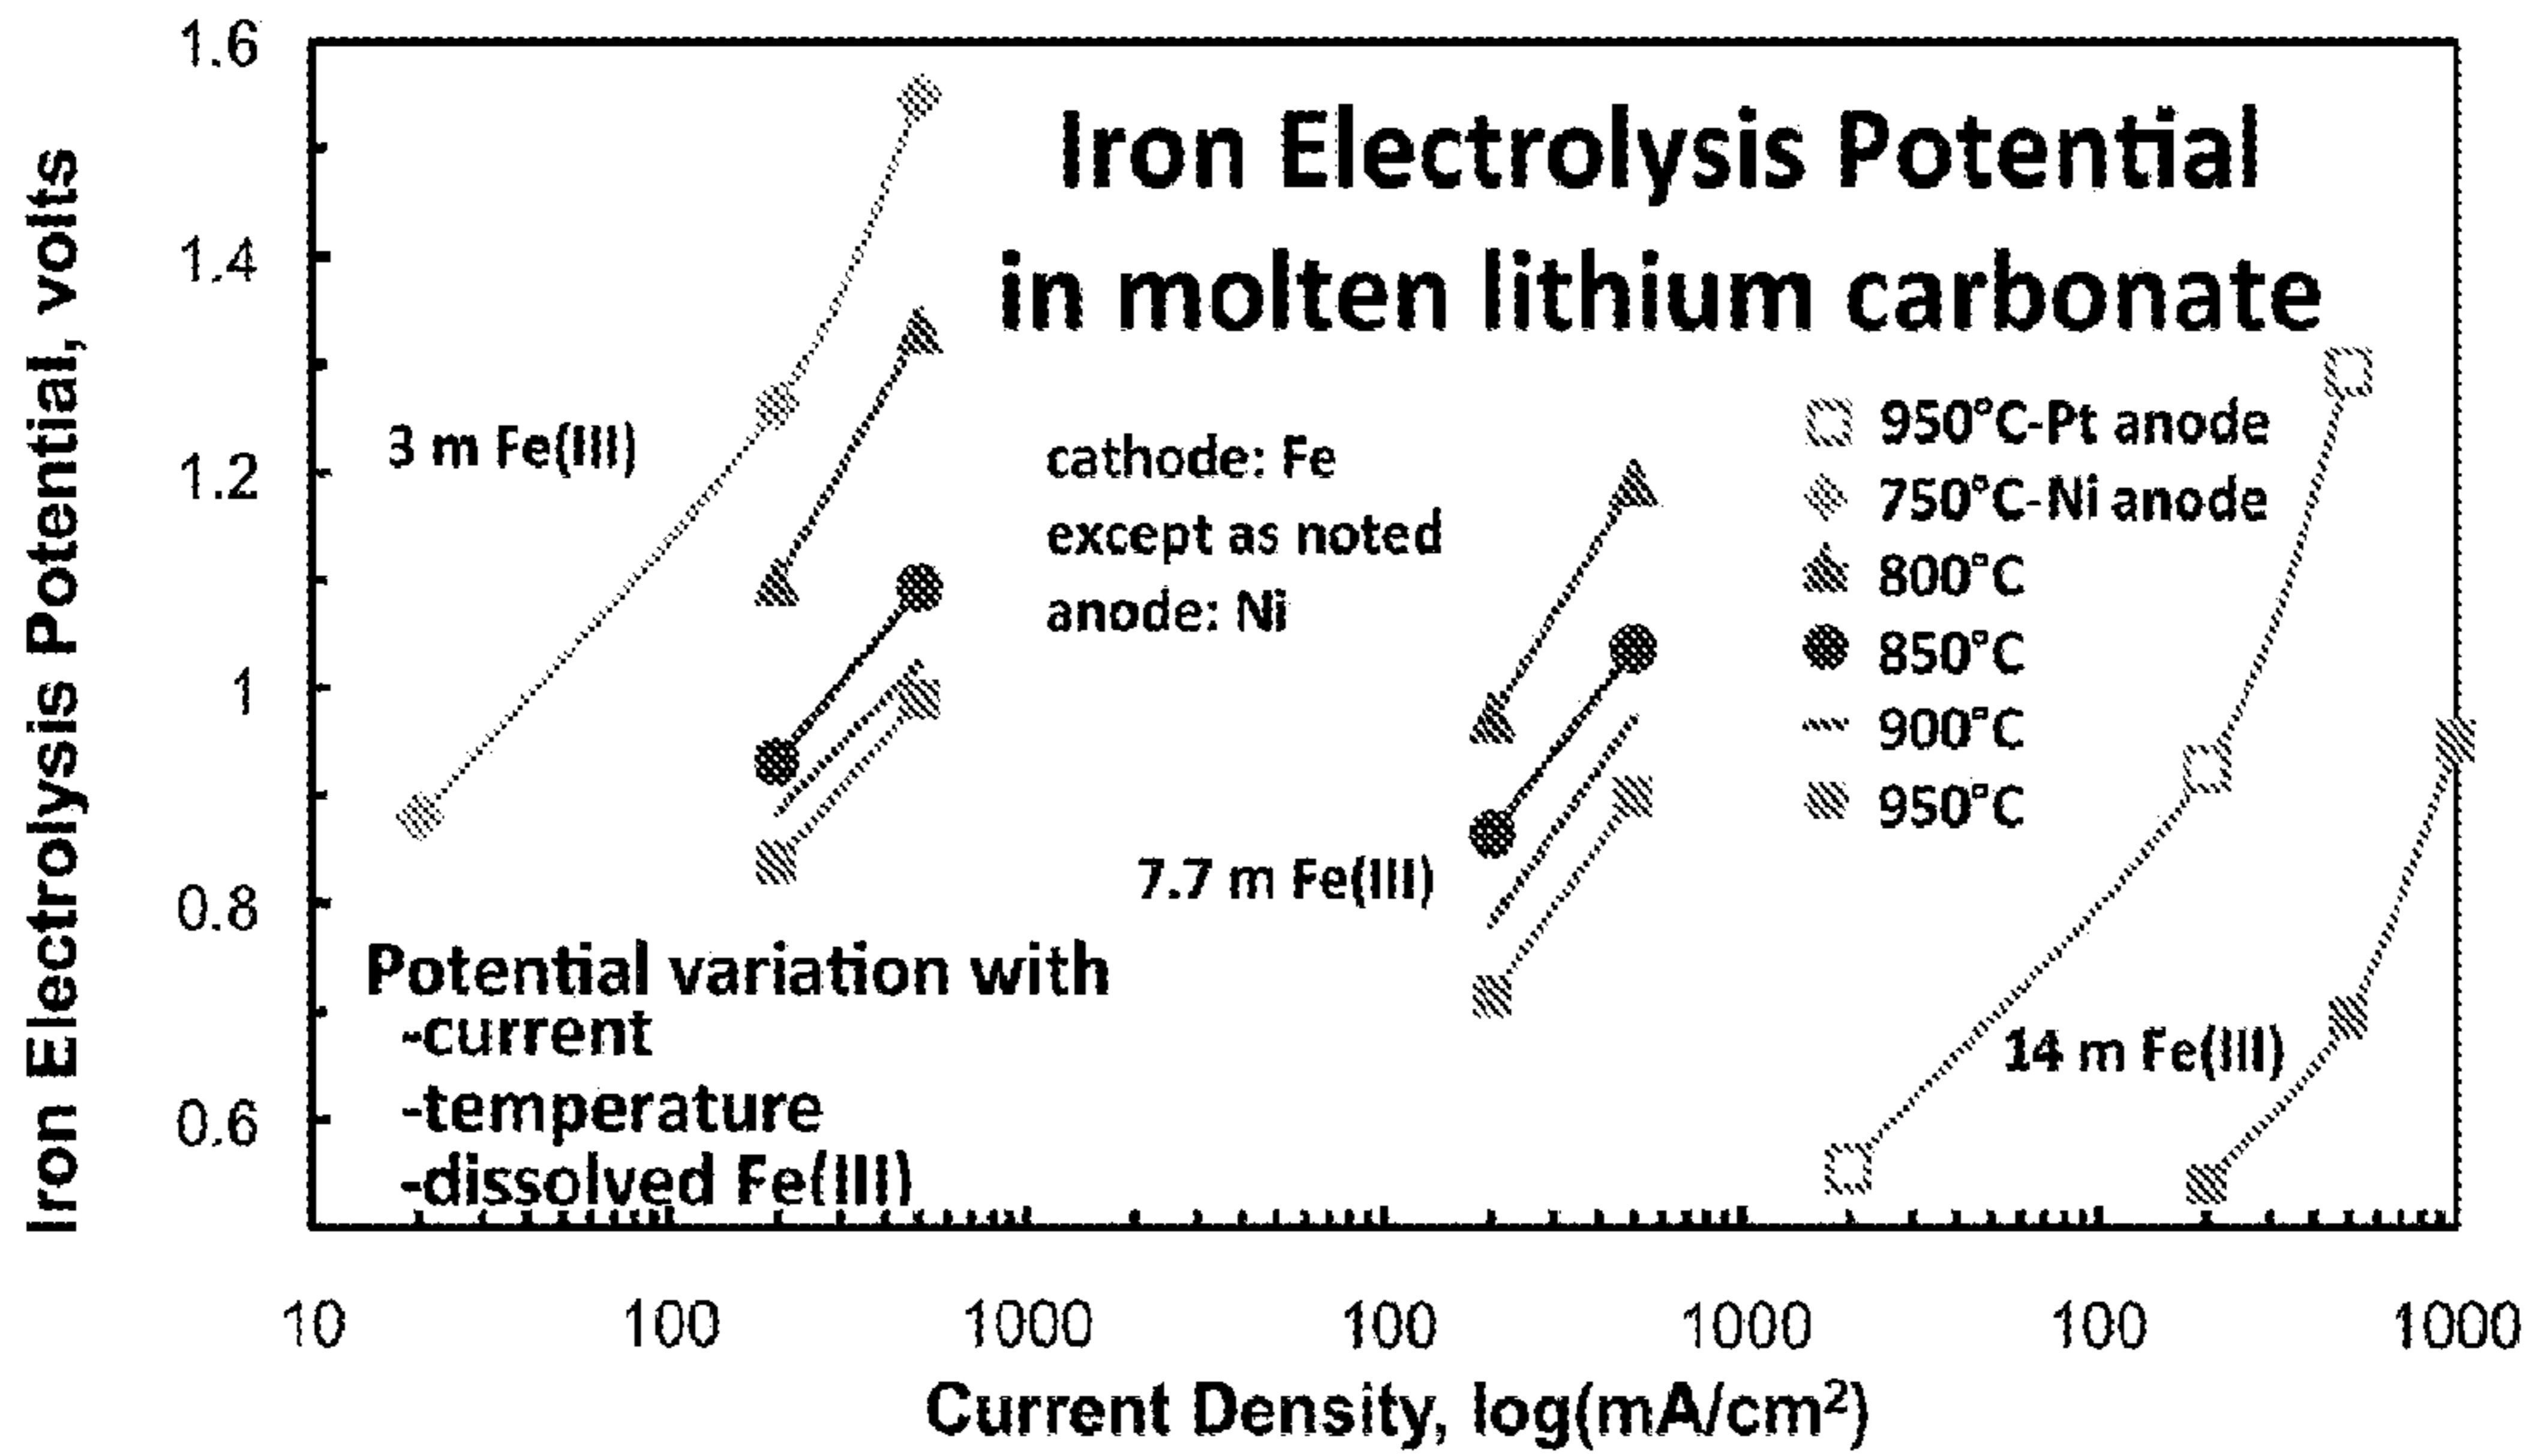 Iron Electrolysis Potential, volts
1.6
1.4
1.2
1
0.8
0.6
Iron Electrolysis Potential
in molten lithium carbonate
3 m Fe(III)
cathode: Fe
except as noted
anode: Ni
950°C-Pt anode
750°C-Ni anode
800°C
850°C
900°C
950°C
7.7 m Fe(III)
14 m Fe(III)
Potential variation with
-current
-temperature
-dissolved Fe(III)
10 100 1000 100 1000 100 1000
Current Density, log(mA/cm²)